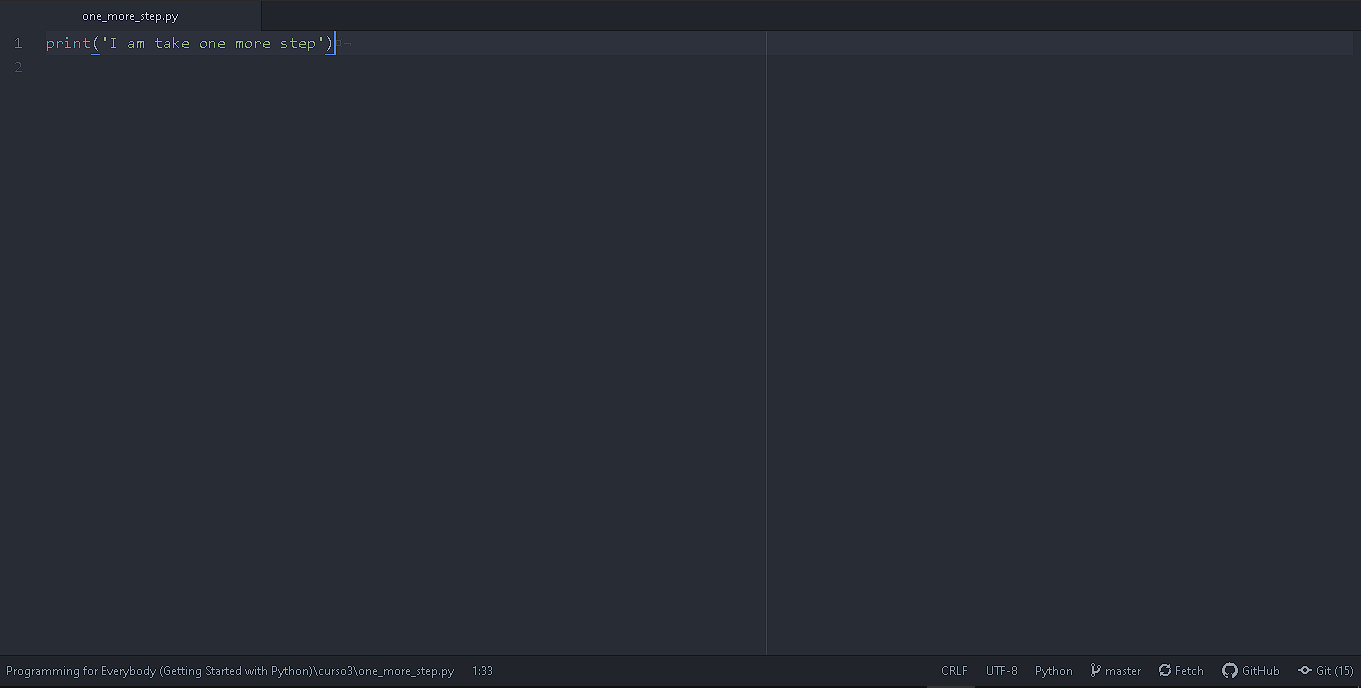 one_more_step.py
1 print('I am take one more step')
2
Programming for Everybody (Getting Started with Python)\curso3\one_more_step.py 1:33 CRLF UTF-8 Python master Fetch GitHub Git (15)